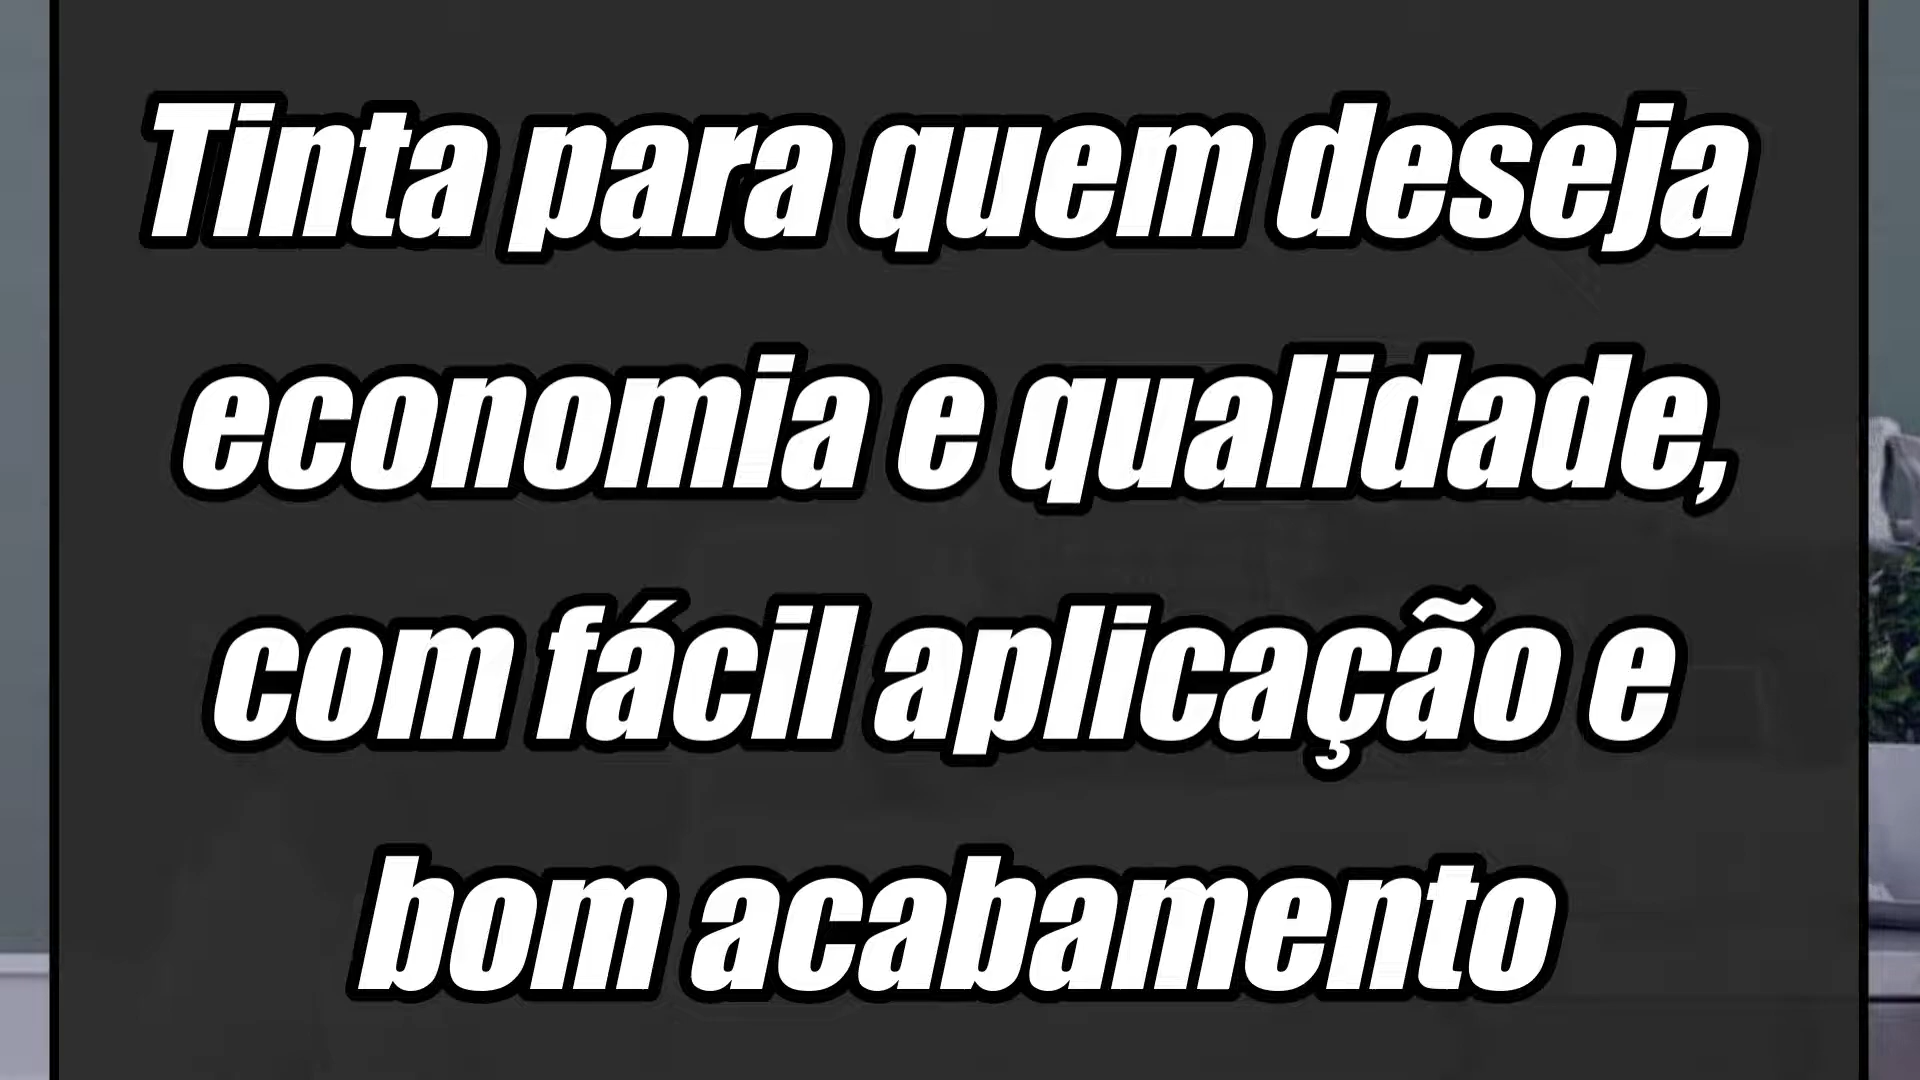 Tinta para quem deseja
economia e qualidade,
com fácil aplicação e
bom acabamento